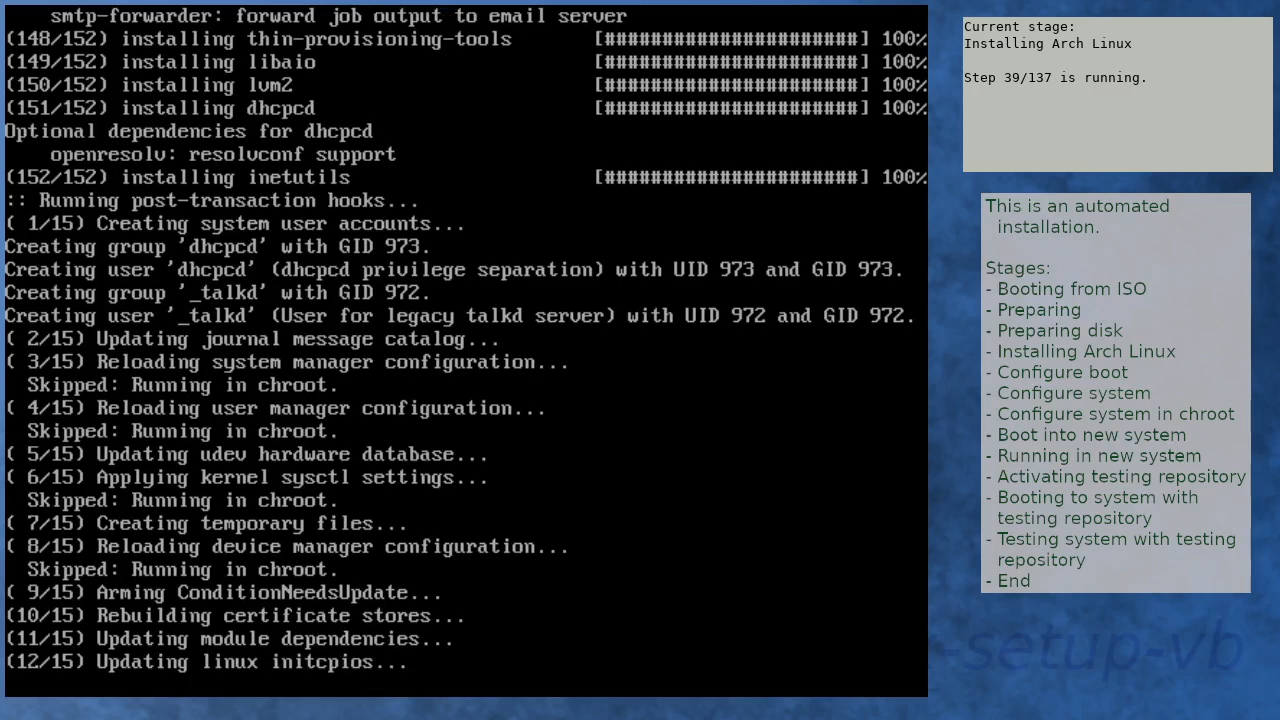 smtp-forwarder: forward job output to email server
(148/152) installing thin-provisioning-tools       [######################] 100%
(149/152) installing libaio                        [######################] 100%
(150/152) installing lvm2                          [######################] 100%
(151/152) installing dhcpcd                        [######################] 100%
Optional dependencies for dhcpcd
    openresolv: resolvconf support
(152/152) installing inetutils                     [######################] 100%
:: Running post-transaction hooks...
( 1/15) Creating system user accounts...
Creating group 'dhcpcd' with GID 973.
Creating user 'dhcpcd' (dhcpcd privilege separation) with UID 973 and GID 973.
Creating group '_talkd' with GID 972.
Creating user '_talkd' (User for legacy talkd server) with UID 972 and GID 972.
( 2/15) Updating journal message catalog...
( 3/15) Reloading system manager configuration...
  Skipped: Running in chroot.
( 4/15) Reloading user manager configuration...
  Skipped: Running in chroot.
( 5/15) Updating udev hardware database...
( 6/15) Applying kernel sysctl settings...
  Skipped: Running in chroot.
( 7/15) Creating temporary files...
( 8/15) Reloading device manager configuration...
  Skipped: Running in chroot.
( 9/15) Arming ConditionNeedsUpdate...
(10/15) Rebuilding certificate stores...
(11/15) Updating module dependencies...
(12/15) Updating linux initcpios...
Current stage:
Installing Arch Linux
Step 39/137 is running.
This is an automated
installation.
Stages:
- Booting from ISO
- Preparing
- Preparing disk
- Installing Arch Linux
- Configure boot
- Configure system
- Configure system in chroot
- Boot into new system
- Running in new system
- Activating testing repository
- Booting to system with
testing repository
- Testing system with testing
repository
- End
-setup-vb